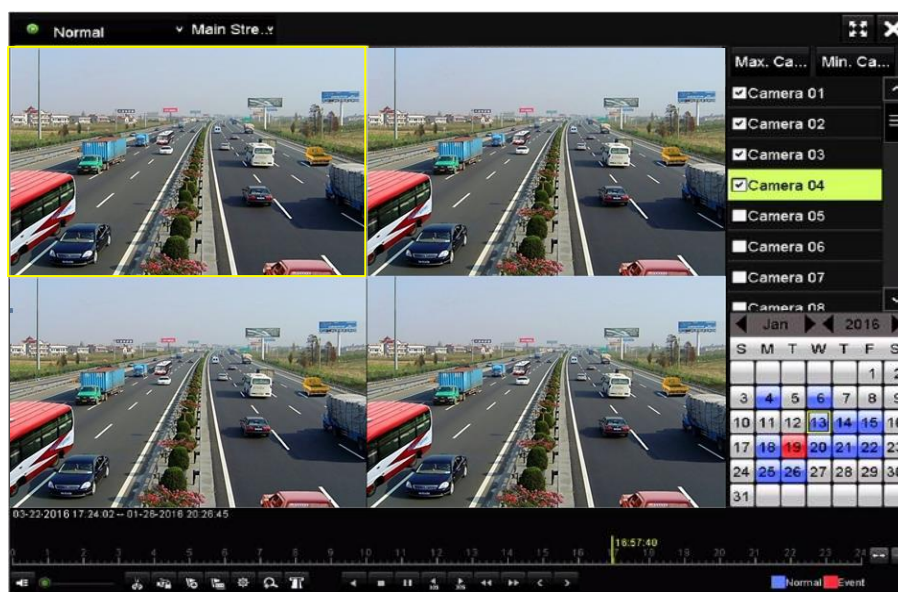 Normal Main Stre..
Max. Ca... Min. Ca...
Camera 01
Camera 02
Camera 03
Camera 04
Camera 05
Camera 06
Camera 07
Camera 08
Jan 2016
S M T W T F S
1 2
3 4 5 6 7 8 9
10 11 12 13 14 15 16
17 18 19 20 21 22 23
24 25 26 27 28 29 30
31
03-22-2016 17:24:02 -- 01-26-2016 20:26:45
16:57:40
0 1 2 3 4 5 6 7 8 9 10 11 12 13 14 15 16 17 18 19 20 21 22 23 24
Normal Event